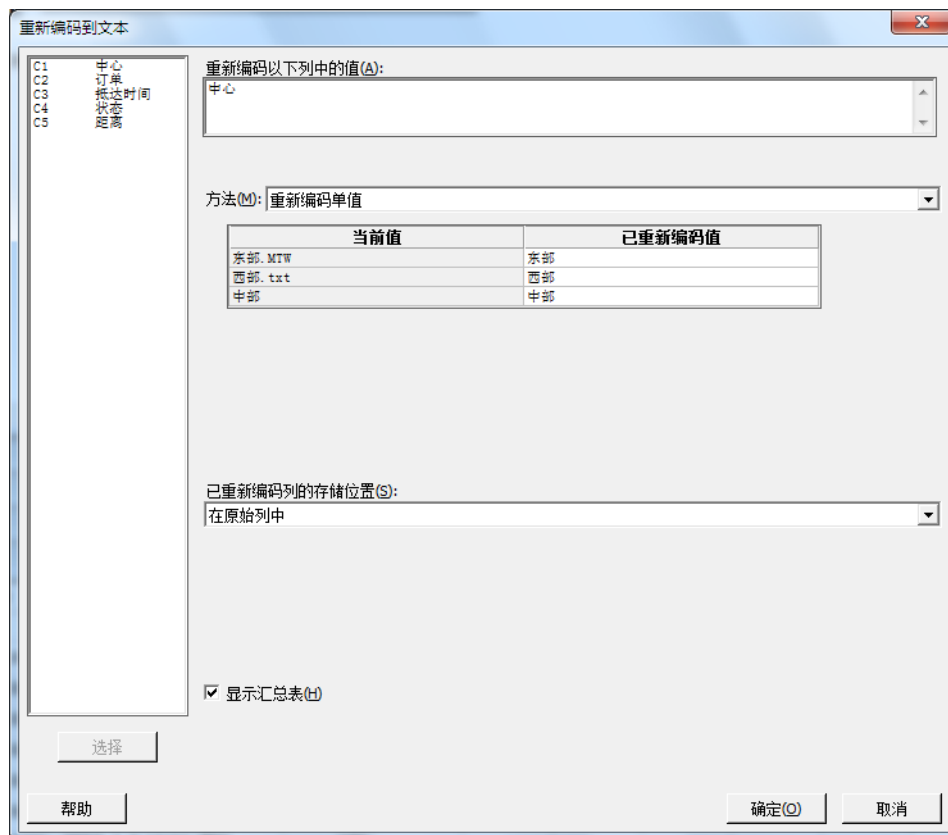 重新编码到文本
C1 中心
C2 订单
C3 抵达时间
C4 状态
C5 距离
重新编码以下列中的值(A):
中心
方法(M): 重新编码单值
当前值 已重新编码值
东部.MTW 东部
西部.txt 西部
中部 中部
已重新编码列的存储位置(S):
在原始列中
显示汇总表(H)
选择
帮助 确定(O) 取消